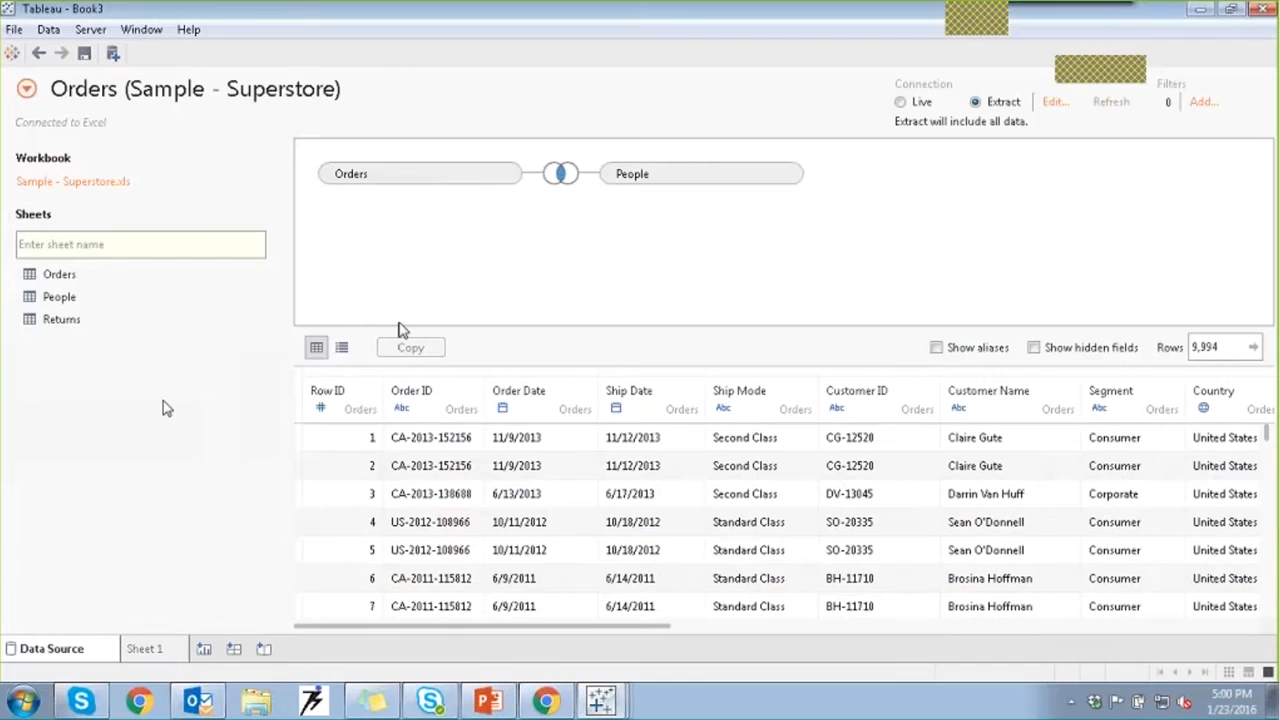 Tableau - Book3
File Data Server Window Help
Orders (Sample - Superstore)
Connection
Filters
Live Extract Edit... Refresh 0 Add...
Connected to Excel
Extract will include all data.
Workbook
Sample - Superstore.xls
Orders People
Sheets
Enter sheet name
Orders
People
Returns
Copy Show aliases Show hidden fields Rows 9,994
Row ID Order ID Order Date Ship Date Ship Mode Customer ID Customer Name Segment Country
# Orders Abc Orders Orders Orders Abc Orders Abc Orders Abc Orders Abc Orders Order
1 CA-2013-152156 11/9/2013 11/12/2013 Second Class CG-12520 Claire Gute Consumer United States
2 CA-2013-152156 11/9/2013 11/12/2013 Second Class CG-12520 Claire Gute Consumer United States
3 CA-2013-138688 6/13/2013 6/17/2013 Second Class DV-13045 Darrin Van Huff Corporate United States
4 US-2012-108966 10/11/2012 10/18/2012 Standard Class SO-20335 Sean O'Donnell Consumer United States
5 US-2012-108966 10/11/2012 10/18/2012 Standard Class SO-20335 Sean O'Donnell Consumer United States
6 CA-2011-115812 6/9/2011 6/14/2011 Standard Class BH-11710 Brosina Hoffman Consumer United States
7 CA-2011-115812 6/9/2011 6/14/2011 Standard Class BH-11710 Brosina Hoffman Consumer United States
Data Source Sheet 1
5:00 PM
1/23/2016